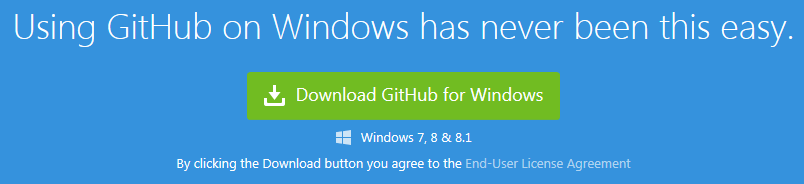 Using GitHub on Windows has never been this easy.
Download GitHub for Windows
Windows 7, 8 & 8.1
By clicking the Download button you agree to the End-User License Agreement